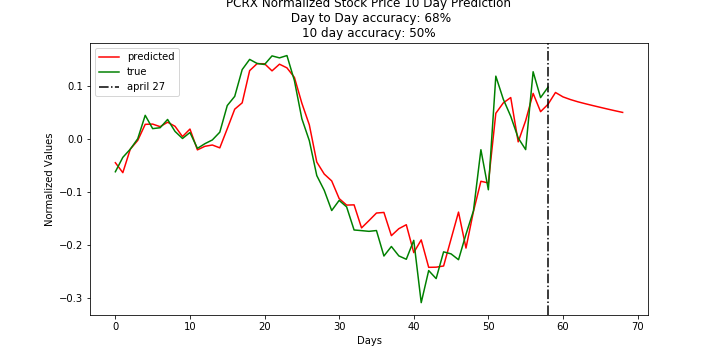 PCRX Normalized Stock Price 10 Day Prediction
Day to Day accuracy: 68%
10 day accuracy: 50%
predicted
true
april 27
Normalized Values
0.1
0.0
−0.1
−0.2
−0.3
0 10 20 30 40 50 60 70
Days